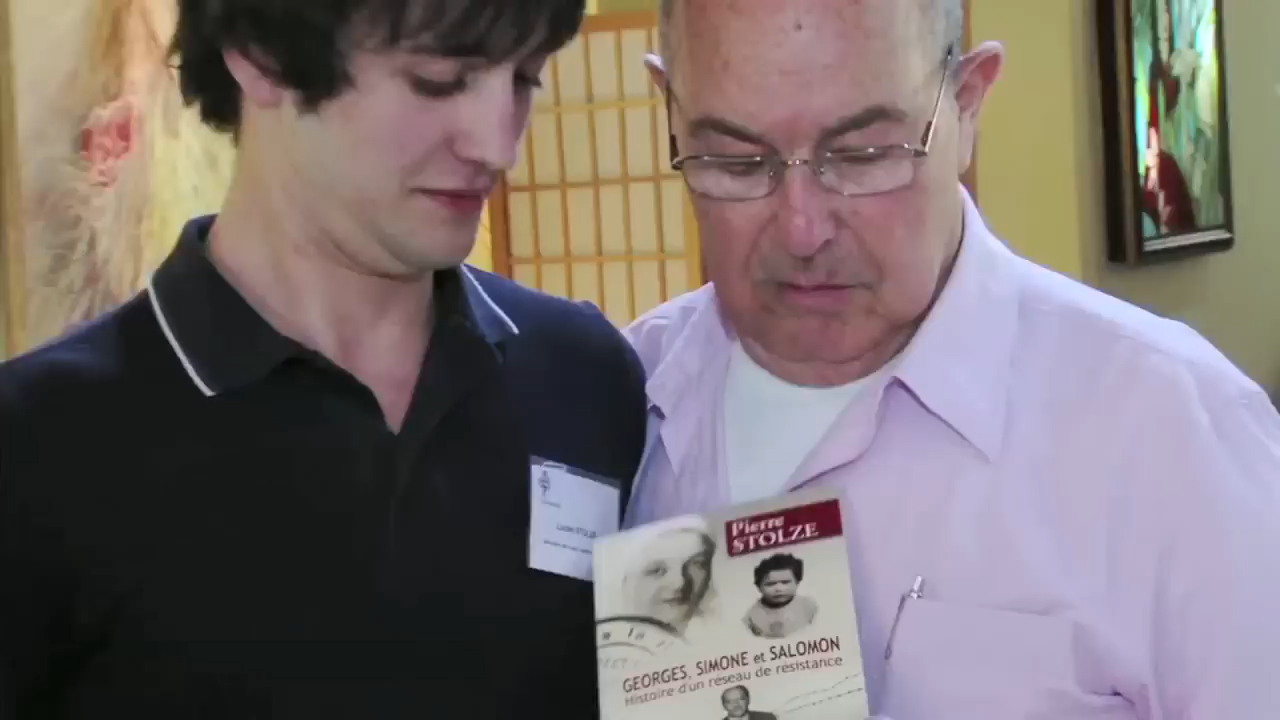 Pierre
STOLZE
GEORGES, SIMONE et SALOMON
Histoire d'un réseau de résistance